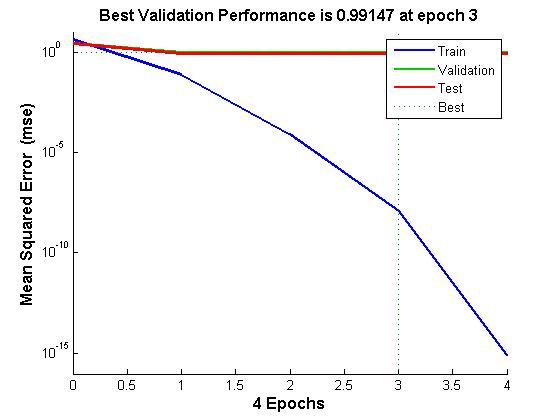 Best Validation Performance is 0.99147 at epoch 3
Mean Squared Error (mse)
10^0
10^-5
10^-10
10^-15
Train
Validation
Test
Best
0 0.5 1 1.5 2 2.5 3 3.5 4
4 Epochs